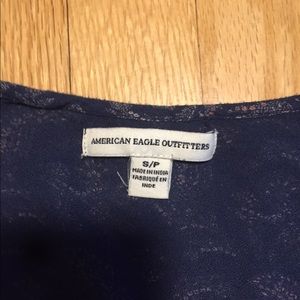 AMERICAN EAGLE OUTFITTERS
S/P
MADE IN INDIA
FABRIQUÉ EN
INDE